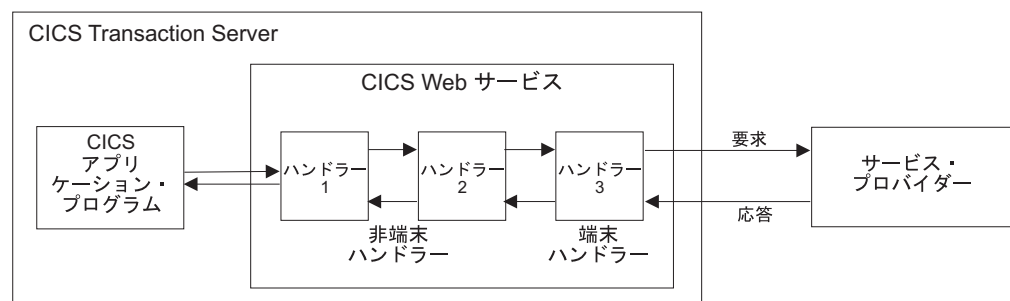 CICS Transaction Server
CICS Web サービス
CICS
アプリ
ケーション・
プログラム
ハンドラー
1
ハンドラー
2
ハンドラー
3
要求
応答
サービス・
プロバイダー
非端末
ハンドラー
端末
ハンドラー